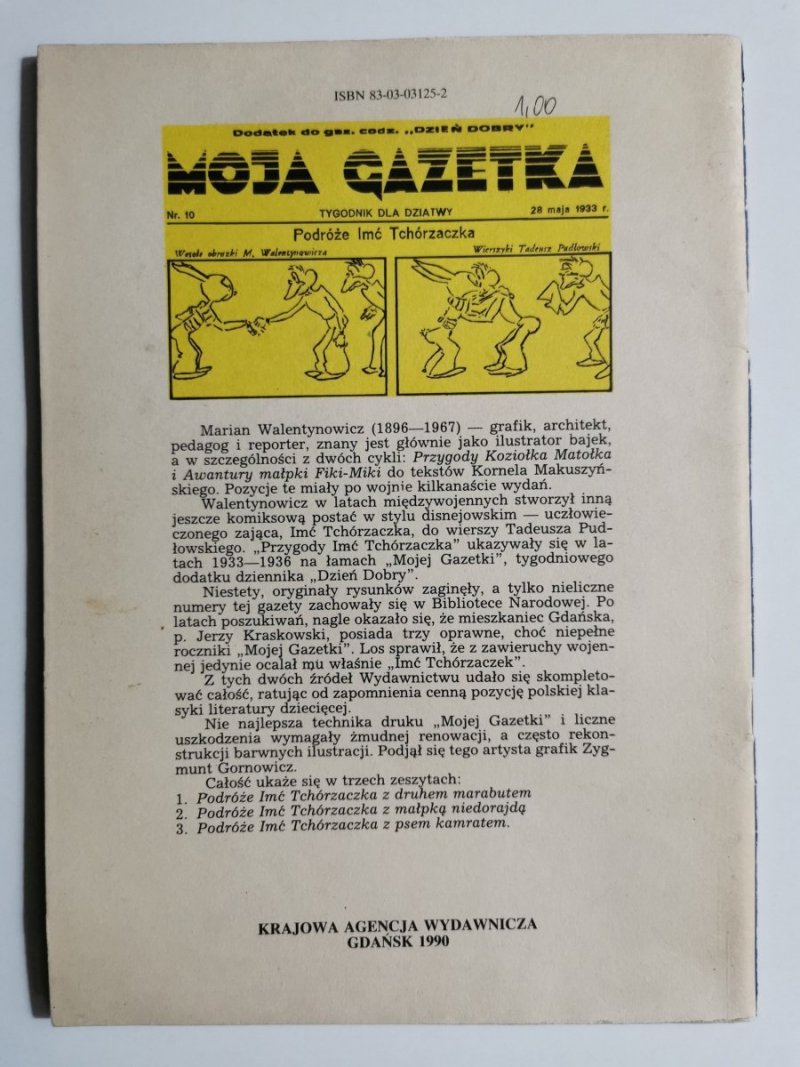 ISBN 83-03-03125-2
1,00
Dodatek do gaz. codz. „DZIEŃ DOBRY"
MOJA GAZETKA
Nr. 10 TYGODNIK DLA DZIATWY 28 maja 1933 r.
Podróże Imć Tchórzaczka
Wesołe obrazki M. Walentynowicza Wierszyki Tadeusz Pudłowski
Marian Walentynowicz (1896—1967) — grafik, architekt,
pedagog i reporter, znany jest głównie jako ilustrator bajek,
a w szczególności z dwóch cykli: Przygody Koziołka Matołka
i Awantury małpki Fiki-Miki do tekstów Kornela Makuszyń-
skiego. Pozycje te miały po wojnie kilkanaście wydań.
Walentynowicz w latach międzywojennych stworzył inną
jeszcze komiksową postać w stylu disnejowskim — uczłowie-
czonego zająca, Imć Tchórzaczka, do wierszy Tadeusza Pud-
łowskiego. „Przygody Imć Tchórzaczka" ukazywały się w la-
tach 1933—1936 na łamach „Mojej Gazetki", tygodniowego
dodatku dziennika „Dzień Dobry".
Niestety, oryginały rysunków zaginęły, a tylko nieliczne
numery tej gazety zachowały się w Bibliotece Narodowej. Po
latach poszukiwań, nagle okazało się, że mieszkaniec Gdańska,
p. Jerzy Kraskowski, posiada trzy oprawne, choć niepełne
roczniki „Mojej Gazetki". Los sprawił, że z zawieruchy wojen-
nej jedynie ocalał mu właśnie „Imć Tchórzaczek".
Z tych dwóch źródeł Wydawnictwu udało się skompleto-
wać całość, ratując od zapomnienia cenną pozycję polskiej kla-
syki literatury dziecięcej.
Nie najlepsza technika druku „Mojej Gazetki" i liczne
uszkodzenia wymagały żmudnej renowacji, a często rekon-
strukcji barwnych ilustracji. Podjął się tego artysta grafik Zyg-
munt Gornowicz.
Całość ukaże się w trzech zeszytach:
1. Podróże Imć Tchórzaczka z druhem marabutem
2. Podróże Imć Tchórzaczka z małpką niedorajdą
3. Podróże Imć Tchórzaczka z psem kamratem.
KRAJOWA AGENCJA WYDAWNICZA
GDAŃSK 1990